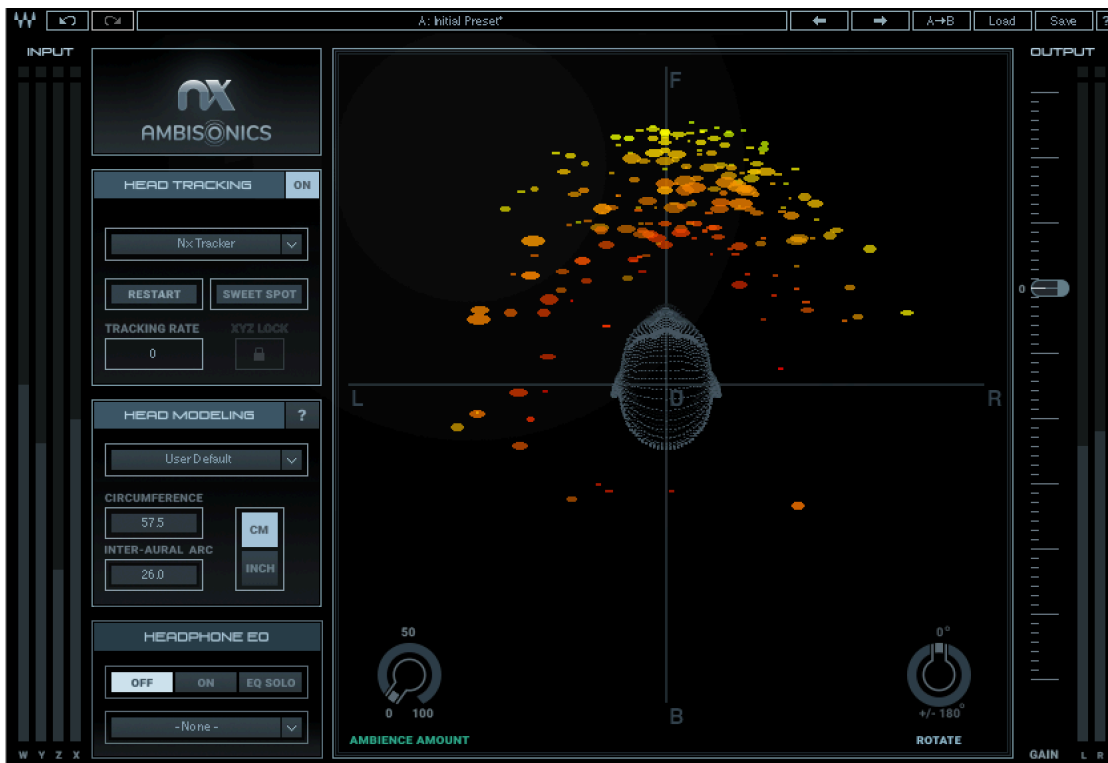 A: Initial Preset*
A→B
Load
Save
?
INPUT
OUTPUT
nx
AMBISONICS
HEAD TRACKING
ON
Nx Tracker
RESTART
SWEET SPOT
TRACKING RATE
XYZ LOCK
0
HEAD MODELING
?
User Default
CIRCUMFERENCE
57.5
CM
INTER-AURAL ARC
26.0
INCH
HEADPHONE EQ
OFF
ON
EQ SOLO
-None-
W Y Z X
F
L
R
B
50
0 100
AMBIENCE AMOUNT
0°
+/- 180°
ROTATE
0
GAIN
L R